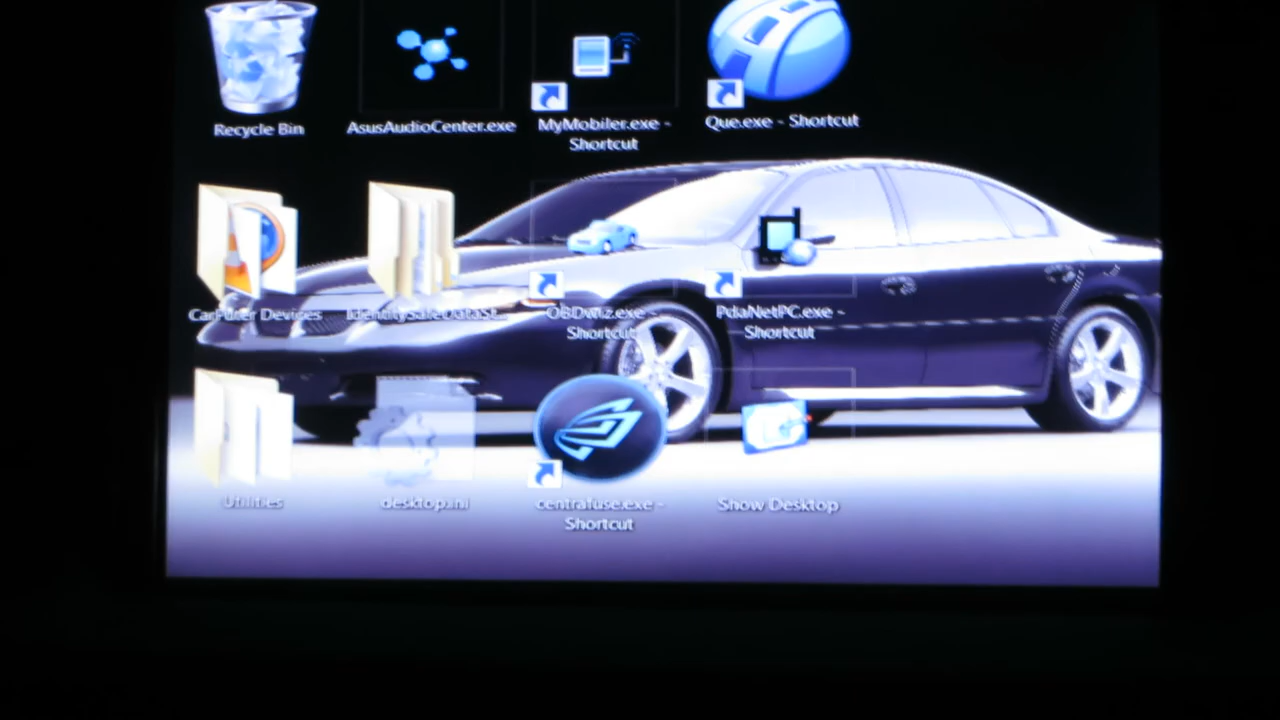 Recycle Bin
AsusAudioCenter.exe
MyMobiler.exe -
Shortcut
Que.exe - Shortcut
CarPuter Devices
IdentitySafeDataSt...
OBDwiz.exe -
Shortcut
PdaNetPC.exe -
Shortcut
Utilities
desktop.ini
centrafuse.exe -
Shortcut
Show Desktop